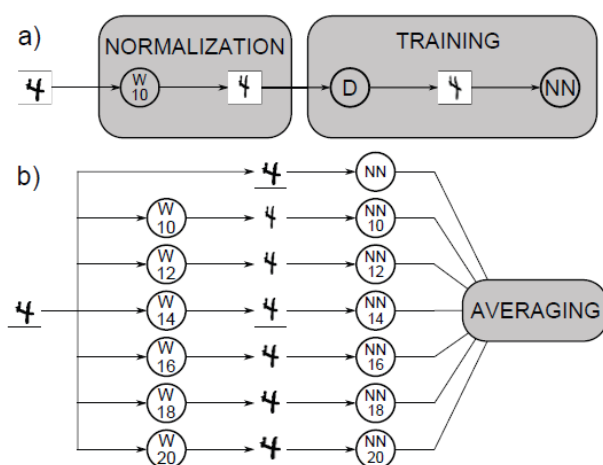 a)
NORMALIZATION
TRAINING
4
W
10
4
D
4
NN
b)
4
NN
W
10
4
NN
10
W
12
4
NN
12
4
W
14
4
NN
14
AVERAGING
W
16
4
NN
16
W
18
4
NN
18
W
20
4
NN
20